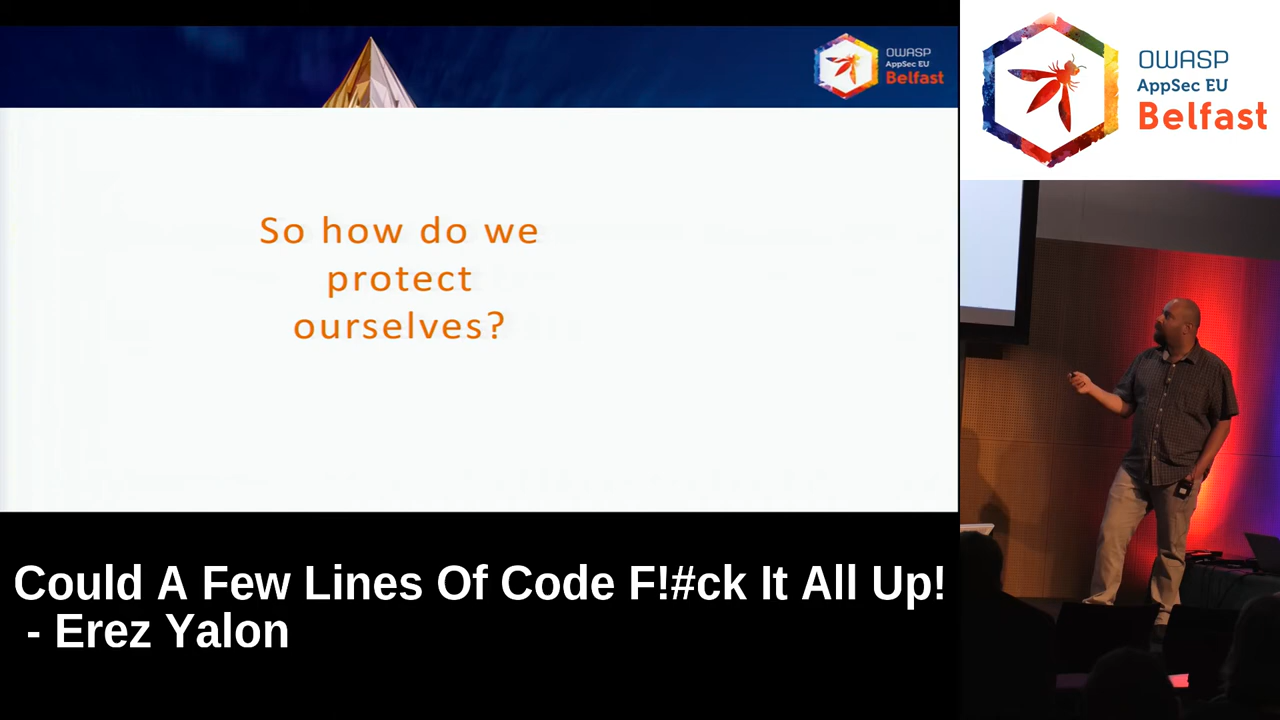 OWASP
AppSec EU
Belfast
OWASP
AppSec EU
Belfast
So how do we
protect
ourselves?
Could A Few Lines Of Code F!#ck It All Up!
- Erez Yalon